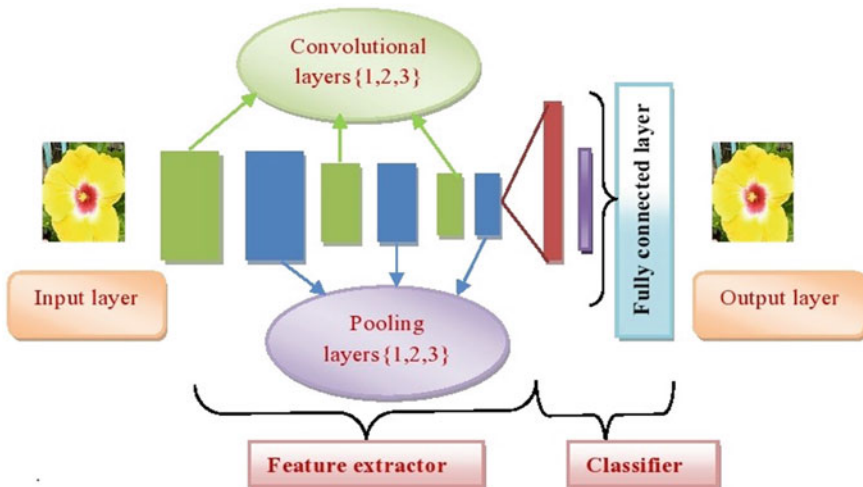 Convolutional
layers{1,2,3}
Input layer
Pooling
layers{1,2,3}
Fully connected layer
Output layer
Feature extractor
Classifier